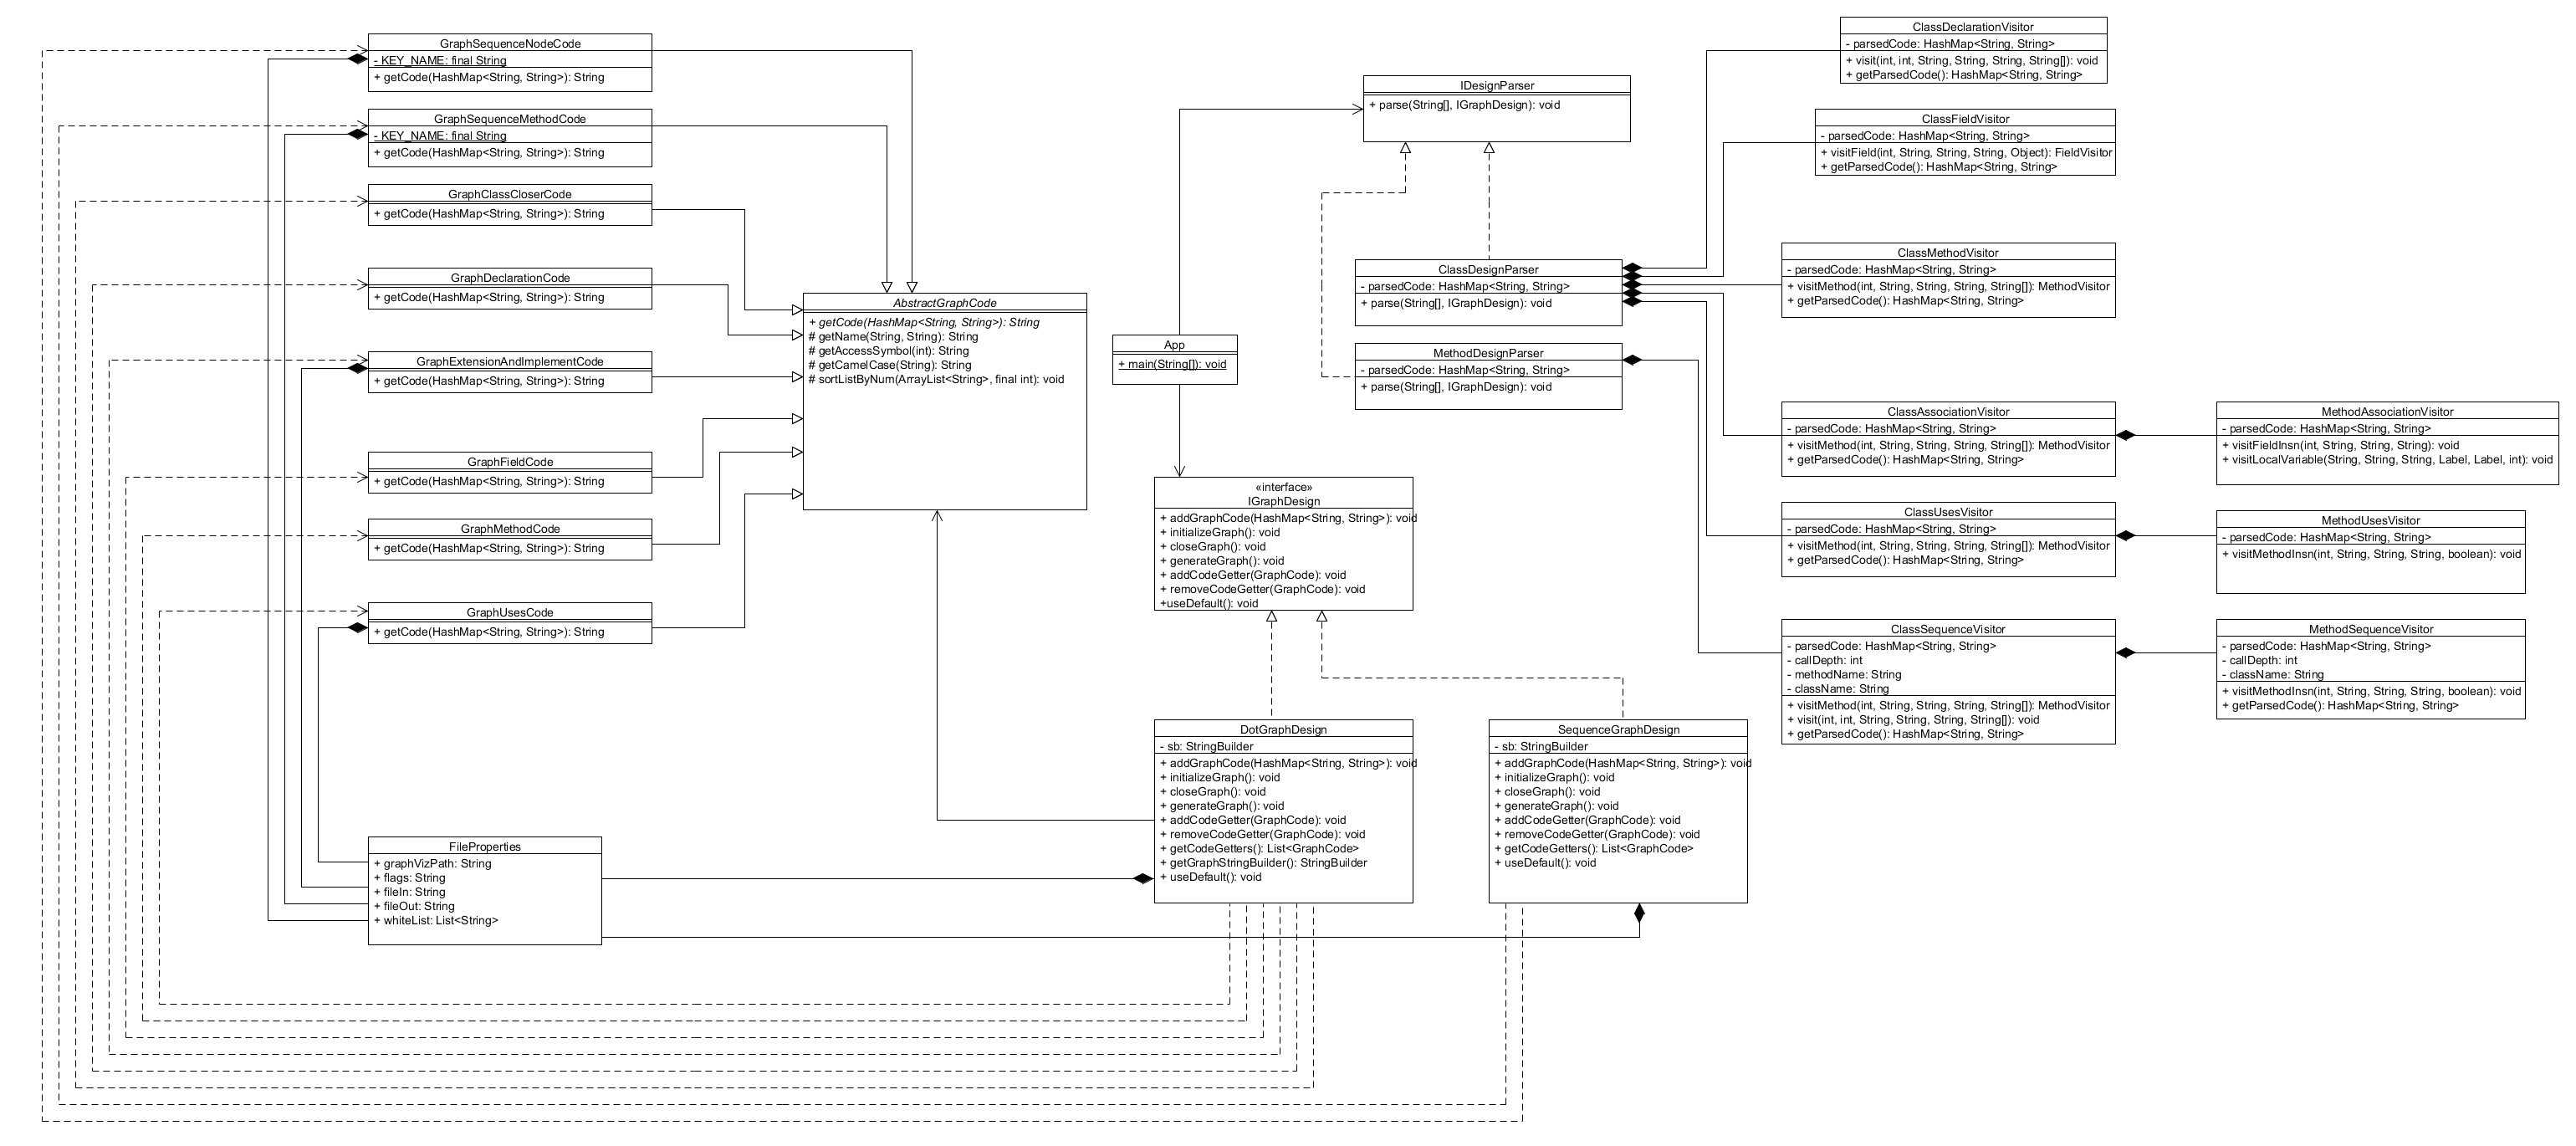 GraphSequenceNodeCode
- KEY_NAME: final String
+ getCode(HashMap<String, String>): String
GraphSequenceMethodCode
- KEY_NAME: final String
+ getCode(HashMap<String, String>): String
GraphClassCloserCode
+ getCode(HashMap<String, String>): String
GraphDeclarationCode
+ getCode(HashMap<String, String>): String
GraphExtensionAndImplementCode
+ getCode(HashMap<String, String>): String
GraphFieldCode
+ getCode(HashMap<String, String>): String
GraphMethodCode
+ getCode(HashMap<String, String>): String
GraphUsesCode
+ getCode(HashMap<String, String>): String
FileProperties
+ graphVizPath: String
+ flags: String
+ fileIn: String
+ fileOut: String
+ whiteList: List<String>
AbstractGraphCode
+ getCode(HashMap<String, String>): String
# getName(String, String): String
# getAccessSymbol(int): String
# getCamelCase(String): String
# sortListByNum(ArrayList<String>, final int): void
App
+ main(String[]): void
IDesignParser
+ parse(String[], IGraphDesign): void
ClassDesignParser
- parsedCode: HashMap<String, String>
+ parse(String[], IGraphDesign): void
MethodDesignParser
- parsedCode: HashMap<String, String>
+ parse(String[], IGraphDesign): void
«interface»
IGraphDesign
+ addGraphCode(HashMap<String, String>): void
+ initializeGraph(): void
+ closeGraph(): void
+ generateGraph(): void
+ addCodeGetter(GraphCode): void
+ removeCodeGetter(GraphCode): void
+useDefault(): void
DotGraphDesign
- sb: StringBuilder
+ addGraphCode(HashMap<String, String>): void
+ initializeGraph(): void
+ closeGraph(): void
+ generateGraph(): void
+ addCodeGetter(GraphCode): void
+ removeCodeGetter(GraphCode): void
+ getCodeGetters(): List<GraphCode>
+ getGraphStringBuilder(): StringBuilder
+ useDefault(): void
SequenceGraphDesign
- sb: StringBuilder
+ addGraphCode(HashMap<String, String>): void
+ initializeGraph(): void
+ closeGraph(): void
+ generateGraph(): void
+ addCodeGetter(GraphCode): void
+ removeCodeGetter(GraphCode): void
+ getCodeGetters(): List<GraphCode>
+ useDefault(): void
ClassDeclarationVisitor
- parsedCode: HashMap<String, String>
+ visit(int, int, String, String, String, String[]): void
+ getParsedCode(): HashMap<String, String>
ClassFieldVisitor
- parsedCode: HashMap<String, String>
+ visitField(int, String, String, String, Object): FieldVisitor
+ getParsedCode(): HashMap<String, String>
ClassMethodVisitor
- parsedCode: HashMap<String, String>
+ visitMethod(int, String, String, String, String[]): MethodVisitor
+ getParsedCode(): HashMap<String, String>
ClassAssociationVisitor
- parsedCode: HashMap<String, String>
+ visitMethod(int, String, String, String, String[]): MethodVisitor
+ getParsedCode(): HashMap<String, String>
ClassUsesVisitor
- parsedCode: HashMap<String, String>
+ visitMethod(int, String, String, String, String[]): MethodVisitor
+ getParsedCode(): HashMap<String, String>
ClassSequenceVisitor
- parsedCode: HashMap<String, String>
- callDepth: int
- methodName: String
- className: String
+ visitMethod(int, String, String, String, String[]): MethodVisitor
+ visit(int, int, String, String, String, String[]): void
+ getParsedCode(): HashMap<String, String>
MethodAssociationVisitor
- parsedCode: HashMap<String, String>
+ visitFieldInsn(int, String, String, String): void
+ visitLocalVariable(String, String, String, Label, Label, int): void
MethodUsesVisitor
- parsedCode: HashMap<String, String>
+ visitMethodInsn(int, String, String, String, boolean): void
MethodSequenceVisitor
- parsedCode: HashMap<String, String>
- callDepth: int
- className: String
+ visitMethodInsn(int, String, String, String, boolean): void
+ getParsedCode(): HashMap<String, String>